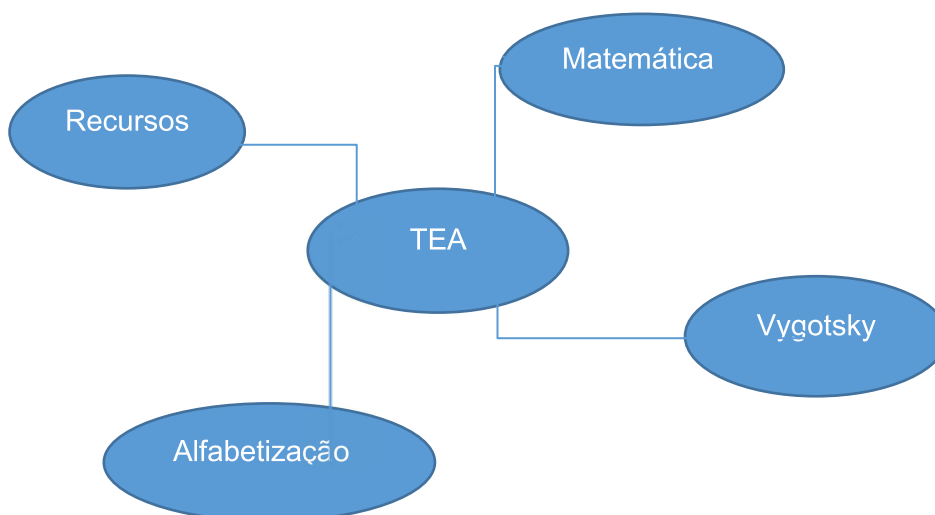 Matemática
Recursos
TEA
Vygotsky
Alfabetização